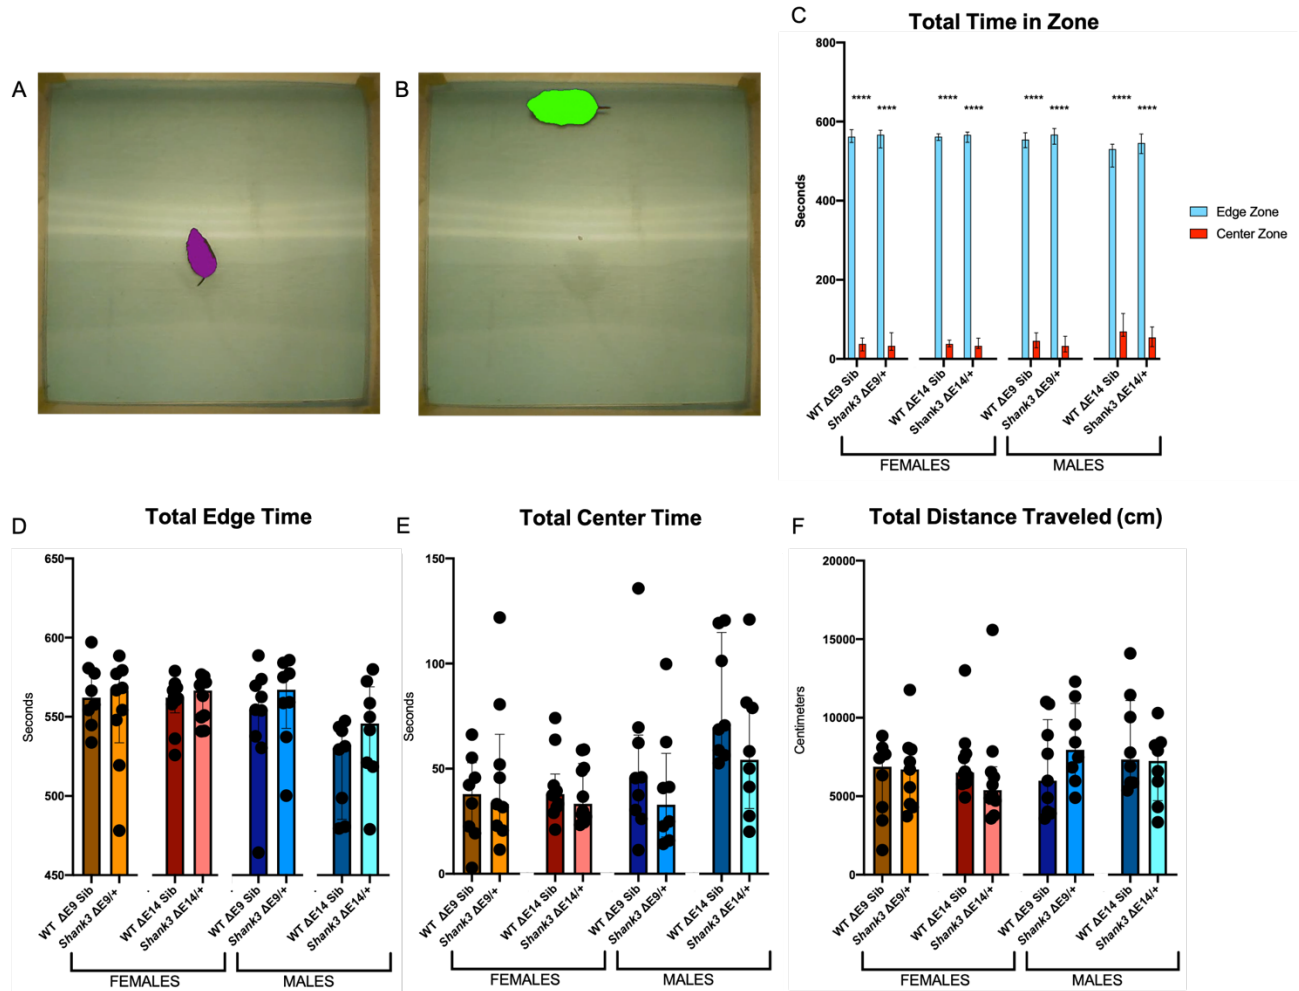 A
B
C
Total Time in Zone
800
600
400
200
0
Seconds
**** **** **** **** **** **** **** ****
Edge Zone
Center Zone
WT ΔE9 Sib
Shank3 ΔE9/+
WT ΔE14 Sib
Shank3 ΔE14/+
WT ΔE9 Sib
Shank3 ΔE9/+
WT ΔE14 Sib
Shank3 ΔE14/+
FEMALES
MALES
D
Total Edge Time
650
600
550
500
450
Seconds
WT ΔE9 Sib
Shank3 ΔE9/+
WT ΔE14 Sib
Shank3 ΔE14/+
WT ΔE9 Sib
Shank3 ΔE9/+
WT ΔE14 Sib
Shank3 ΔE14/+
FEMALES
MALES
E
Total Center Time
150
100
50
0
Seconds
WT ΔE9 Sib
Shank3 ΔE9/+
WT ΔE14 Sib
Shank3 ΔE14/+
WT ΔE9 Sib
Shank3 ΔE9/+
WT ΔE14 Sib
Shank3 ΔE14/+
FEMALES
MALES
F
Total Distance Traveled (cm)
20000
15000
10000
5000
0
Centimeters
WT ΔE9 Sib
Shank3 ΔE9/+
WT ΔE14 Sib
Shank3 ΔE14/+
WT ΔE9 Sib
Shank3 ΔE9/+
WT ΔE14 Sib
Shank3 ΔE14/+
FEMALES
MALES